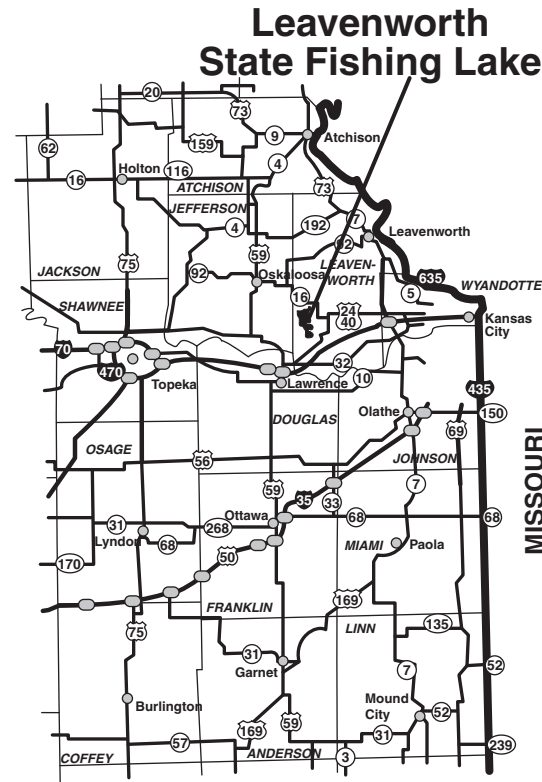 Leavenworth
State Fishing Lake
20
73
62
159
9
Atchison
4
Holton
116
16
ATCHISON
73
JEFFERSON
192
7
4
Leavenworth
92
59
75
LEAVEN-
WORTH
JACKSON
92
Oskaloosa
635
WYANDOTTE
16
5
SHAWNEE
24
40
Kansas
City
70
32
470
Topeka
Lawrence
10
435
DOUGLAS
Olathe
150
69
OSAGE
56
JOHNSON
MISSOURI
59
35
33
7
31
268
Ottawa
68
68
Lyndon
68
50
MIAMI
Paola
170
169
FRANKLIN
LINN
135
75
31
Garnet
7
52
Burlington
Mound
City
52
59
169
31
57
239
COFFEY
ANDERSON
3